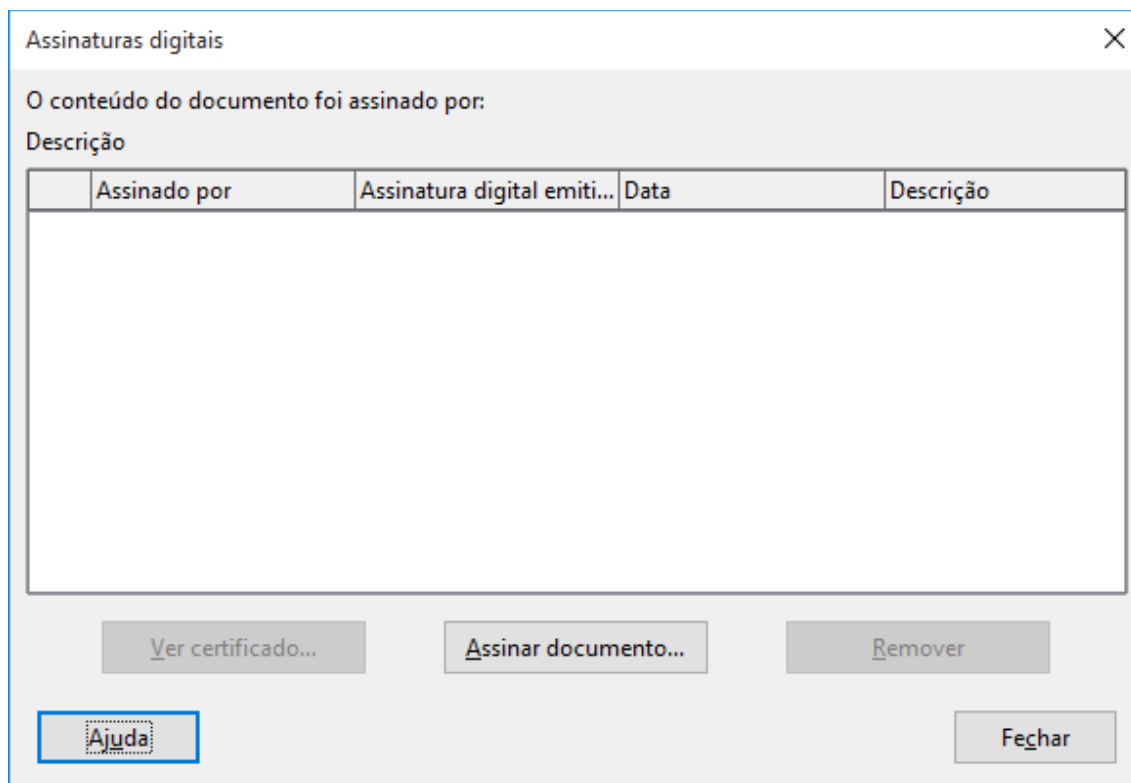 Assinaturas digitais
O conteúdo do documento foi assinado por:
Descrição
Assinado por Assinatura digital emiti... Data Descrição
Ver certificado... Assinar documento... Remover
Ajuda Fechar